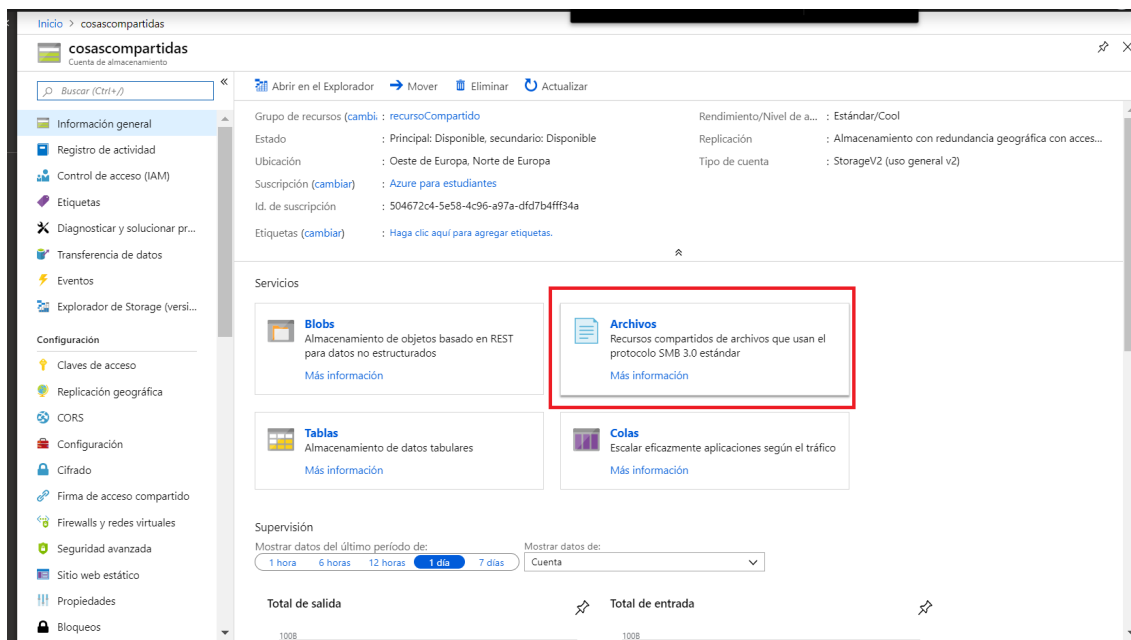 Inicio > cosascompartidas
cosascompartidas
Cuenta de almacenamiento
Buscar (Ctrl+/)
«
Información general
Registro de actividad
Control de acceso (IAM)
Etiquetas
Diagnosticar y solucionar pr...
Transferencia de datos
Eventos
Explorador de Storage (versi...
Configuración
Claves de acceso
Replicación geográfica
CORS
Configuración
Cifrado
Firma de acceso compartido
Firewalls y redes virtuales
Seguridad avanzada
Sitio web estático
Propiedades
Bloqueos
Abrir en el Explorador Mover Eliminar Actualizar
Grupo de recursos (cambi : recursoCompartido
Estado : Principal: Disponible, secundario: Disponible
Ubicación : Oeste de Europa, Norte de Europa
Suscripción (cambiar) : Azure para estudiantes
Id. de suscripción : 504672c4-5e58-4c96-a97a-dfd7b4fff34a
Etiquetas (cambiar) : Haga clic aquí para agregar etiquetas.
Rendimiento/Nivel de a... : Estándar/Cool
Replicación : Almacenamiento con redundancia geográfica con acces...
Tipo de cuenta : StorageV2 (uso general v2)
Servicios
Blobs
Almacenamiento de objetos basado en REST
para datos no estructurados
Más información
Archivos
Recursos compartidos de archivos que usan el
protocolo SMB 3.0 estándar
Más información
Tablas
Almacenamiento de datos tabulares
Más información
Colas
Escalar eficazmente aplicaciones según el tráfico
Más información
Supervisión
Mostrar datos del último período de:
1 hora 6 horas 12 horas 1 día 7 días
Mostrar datos de:
Cuenta
Total de salida
100B
Total de entrada
100B